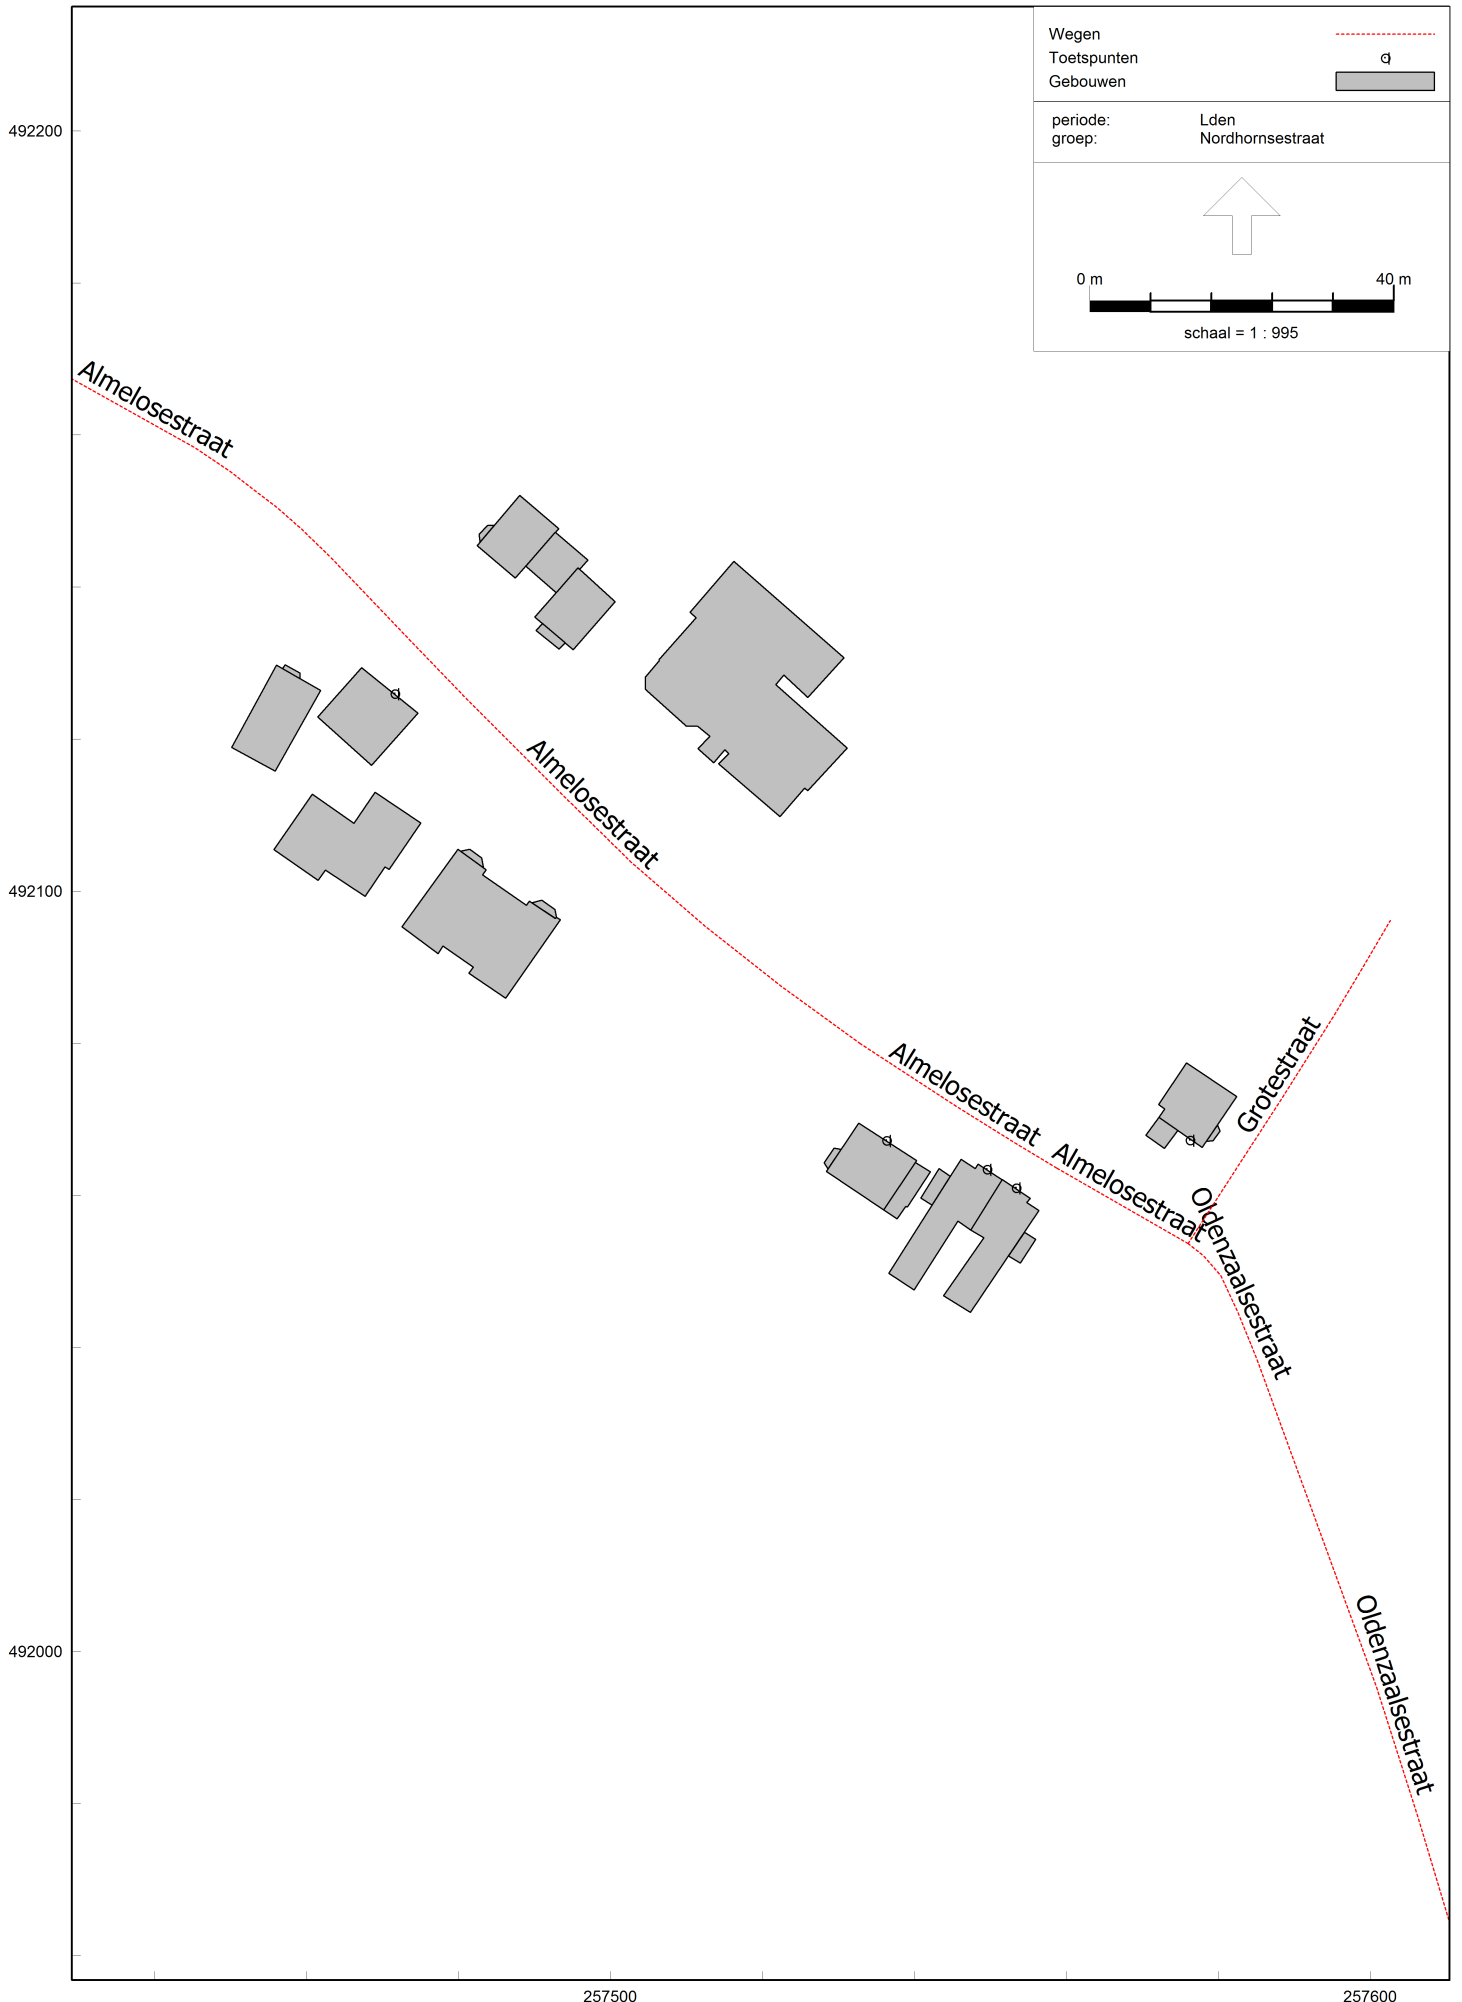 Wegen
Toetspunten
Gebouwen
periode: Lden
groep: Nordhornsestraat
0 m 40 m
schaal = 1 : 995
492200
Almelosestraat
Almelosestraat
492100
Grotestraat
Almelosestraat
Almelosestraat
Oldenzaalsestraat
Oldenzaalsestraat
492000
257500 257600